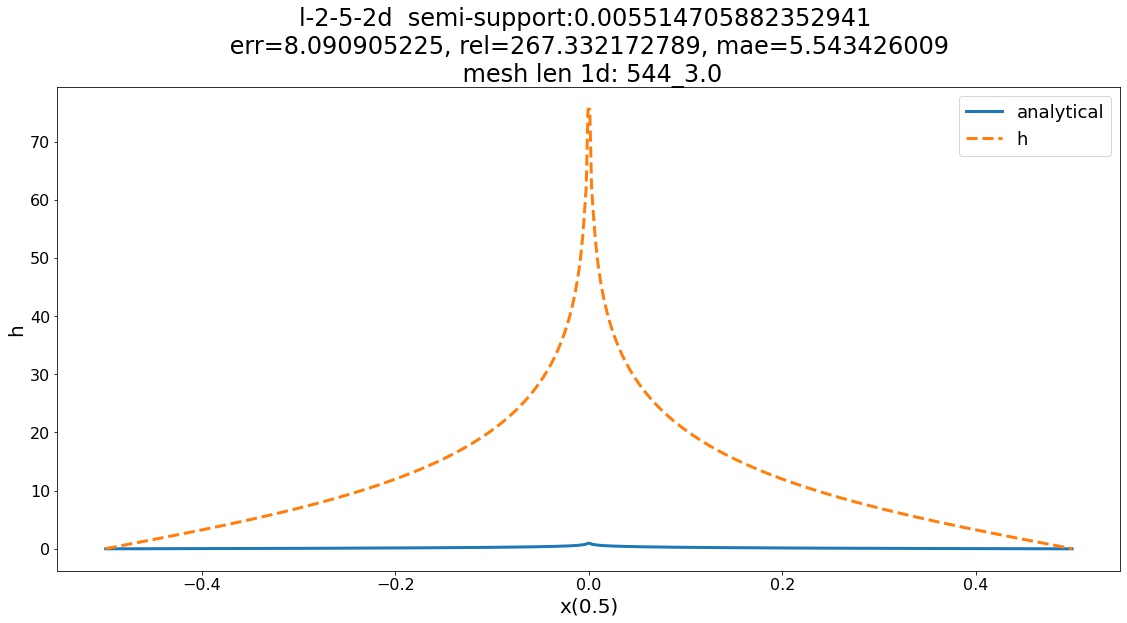 l-2-5-2d  semi-support:0.005514705882352941
err=8.090905225, rel=267.332172789, mae=5.543426009
mesh len 1d: 544_3.0
analytical
h
70
60
50
40
30
20
10
0
h
−0.4
−0.2
0.0
0.2
0.4
x(0.5)